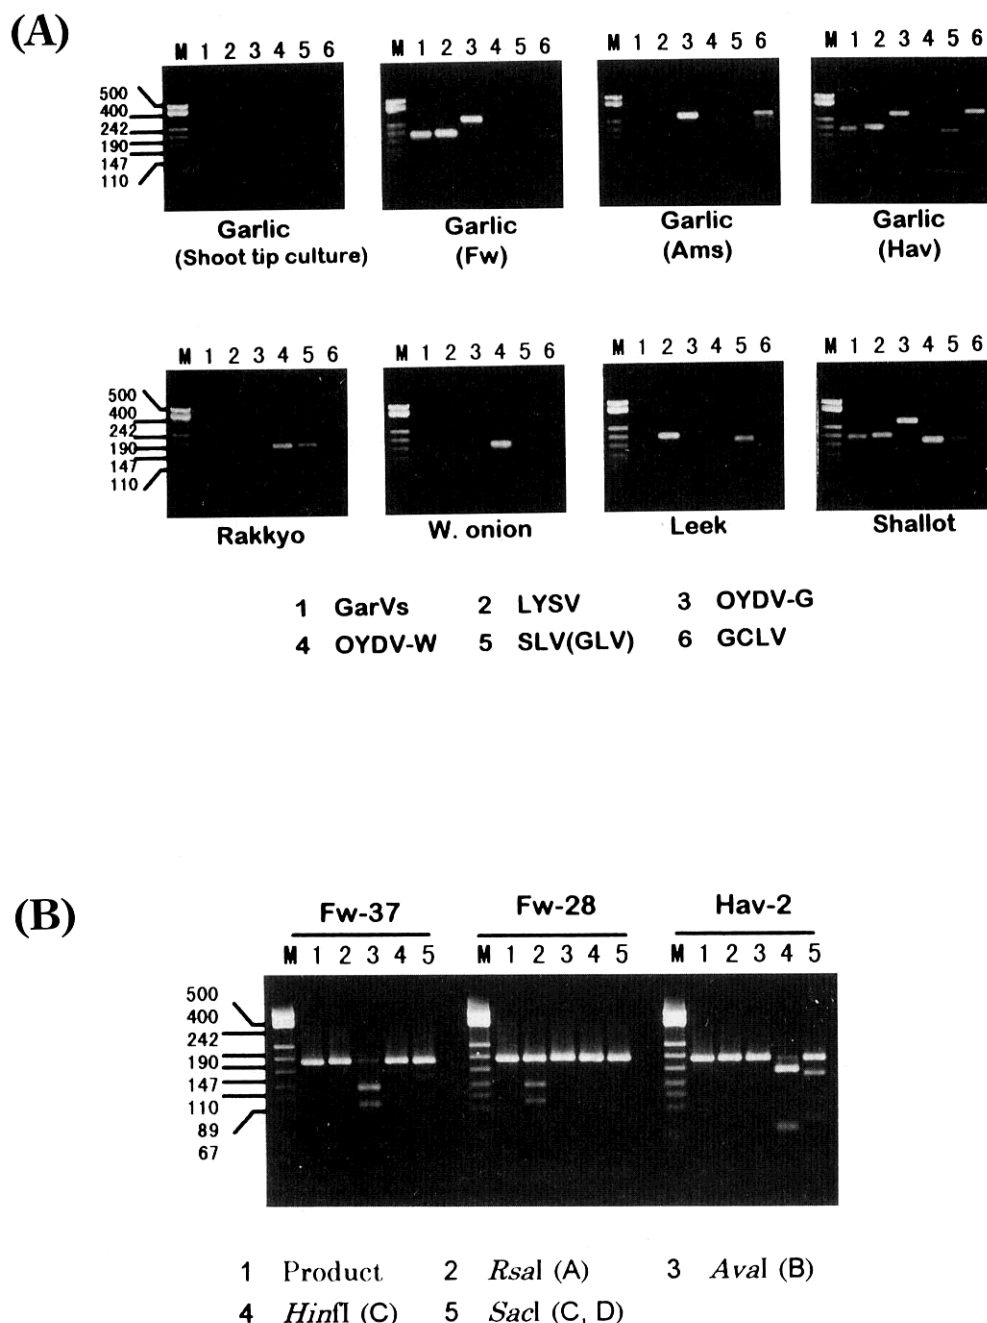 (A)
M 1 2 3 4 5 6
M 1 2 3 4 5 6
M 1 2 3 4 5 6
M 1 2 3 4 5 6
500
400
242
190
147
110
Garlic
(Shoot tip culture)
Garlic
(Fw)
Garlic
(Ams)
Garlic
(Hav)
M 1 2 3 4 5 6
M 1 2 3 4 5 6
M 1 2 3 4 5 6
M 1 2 3 4 5 6
500
400
242
190
147
110
Rakkyo
W. onion
Leek
Shallot
1 GarVs 2 LYSV 3 OYDV-G
4 OYDV-W 5 SLV(GLV) 6 GCLV
(B)
Fw-37 Fw-28 Hav-2
M 1 2 3 4 5 M 1 2 3 4 5 M 1 2 3 4 5
500
400
242
190
147
110
89
67
1 Product 2 RsaI (A) 3 AvaI (B)
4 HinfI (C) 5 SacI (C, D)